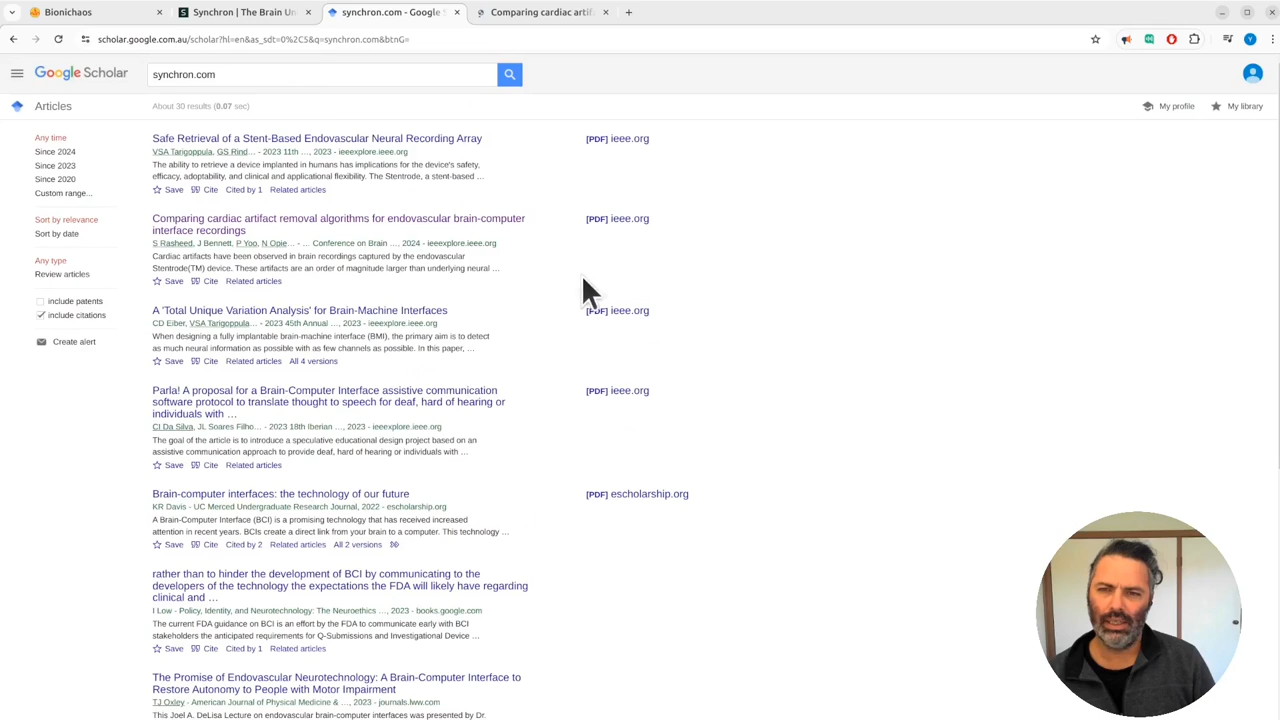 Bionichaos
Synchron | The Brain Un
synchron.com - Google S
Comparing cardiac artif
scholar.google.com.au/scholar?hl=en&as_sdt=0%2C5&q=synchron.com&btnG=
Google Scholar
synchron.com
Articles
About 30 results (0.07 sec)
My profile
My library
Any time
Since 2024
Since 2023
Since 2020
Custom range...
Sort by relevance
Sort by date
Any type
Review articles
include patents
include citations
Create alert
Safe Retrieval of a Stent-Based Endovascular Neural Recording Array
[PDF] ieee.org
VSA Tarigoppula, GS Rind… - 2023 11th …, 2023 - ieeexplore.ieee.org
The ability to retrieve a device implanted in humans has implications for the device's safety,
efficacy, adoptability, and clinical and applicational flexibility. The Stentrode, a stent-based …
Save Cite Cited by 1 Related articles
Comparing cardiac artifact removal algorithms for endovascular brain-computer
interface recordings
[PDF] ieee.org
S Rasheed, J Bennett, P Yoo, N Opie… - … Conference on Brain …, 2024 - ieeexplore.ieee.org
Cardiac artifacts have been observed in brain recordings captured by the endovascular
Stentrode(TM) device. These artifacts are an order of magnitude larger than underlying neural …
Save Cite Related articles
A 'Total Unique Variation Analysis' for Brain-Machine Interfaces
[PDF] ieee.org
CD Eiber, VSA Tarigoppula… - 2023 45th Annual …, 2023 - ieeexplore.ieee.org
When designing a fully implantable brain-machine interface (BMI), the primary aim is to detect
as much neural information as possible with as few channels as possible. In this paper, …
Save Cite Related articles All 4 versions
Parla! A proposal for a Brain-Computer Interface assistive communication
software protocol to translate thought to speech for deaf, hard of hearing or
individuals with …
[PDF] ieee.org
CI Da Silva, JL Soares Filho… - 2023 18th Iberian …, 2023 - ieeexplore.ieee.org
The goal of the article is to introduce a speculative educational design project based on an
assistive communication approach to provide deaf, hard of hearing or individuals with …
Save Cite Related articles
Brain-computer interfaces: the technology of our future
[PDF] escholarship.org
KR Davis - UC Merced Undergraduate Research Journal, 2022 - escholarship.org
A Brain-Computer Interface (BCI) is a promising technology that has received increased
attention in recent years. BCIs create a direct link from your brain to a computer. This technology …
Save Cite Cited by 2 Related articles All 2 versions
rather than to hinder the development of BCI by communicating to the
developers of the technology the expectations the FDA will likely have regarding
clinical and …
I Low - Policy, Identity, and Neurotechnology: The Neuroethics …, 2023 - books.google.com
The current FDA guidance on BCI is an effort by the FDA to communicate early with BCI
stakeholders the anticipated requirements for Q-Submissions and Investigational Device …
Save Cite Cited by 1 Related articles
The Promise of Endovascular Neurotechnology: A Brain-Computer Interface to
Restore Autonomy to People with Motor Impairment
TJ Oxley - American Journal of Physical Medicine & …, 2024 - journals.lww.com
This Joel A. DeLisa Lecture on endovascular brain-computer interfaces was presented by Dr.